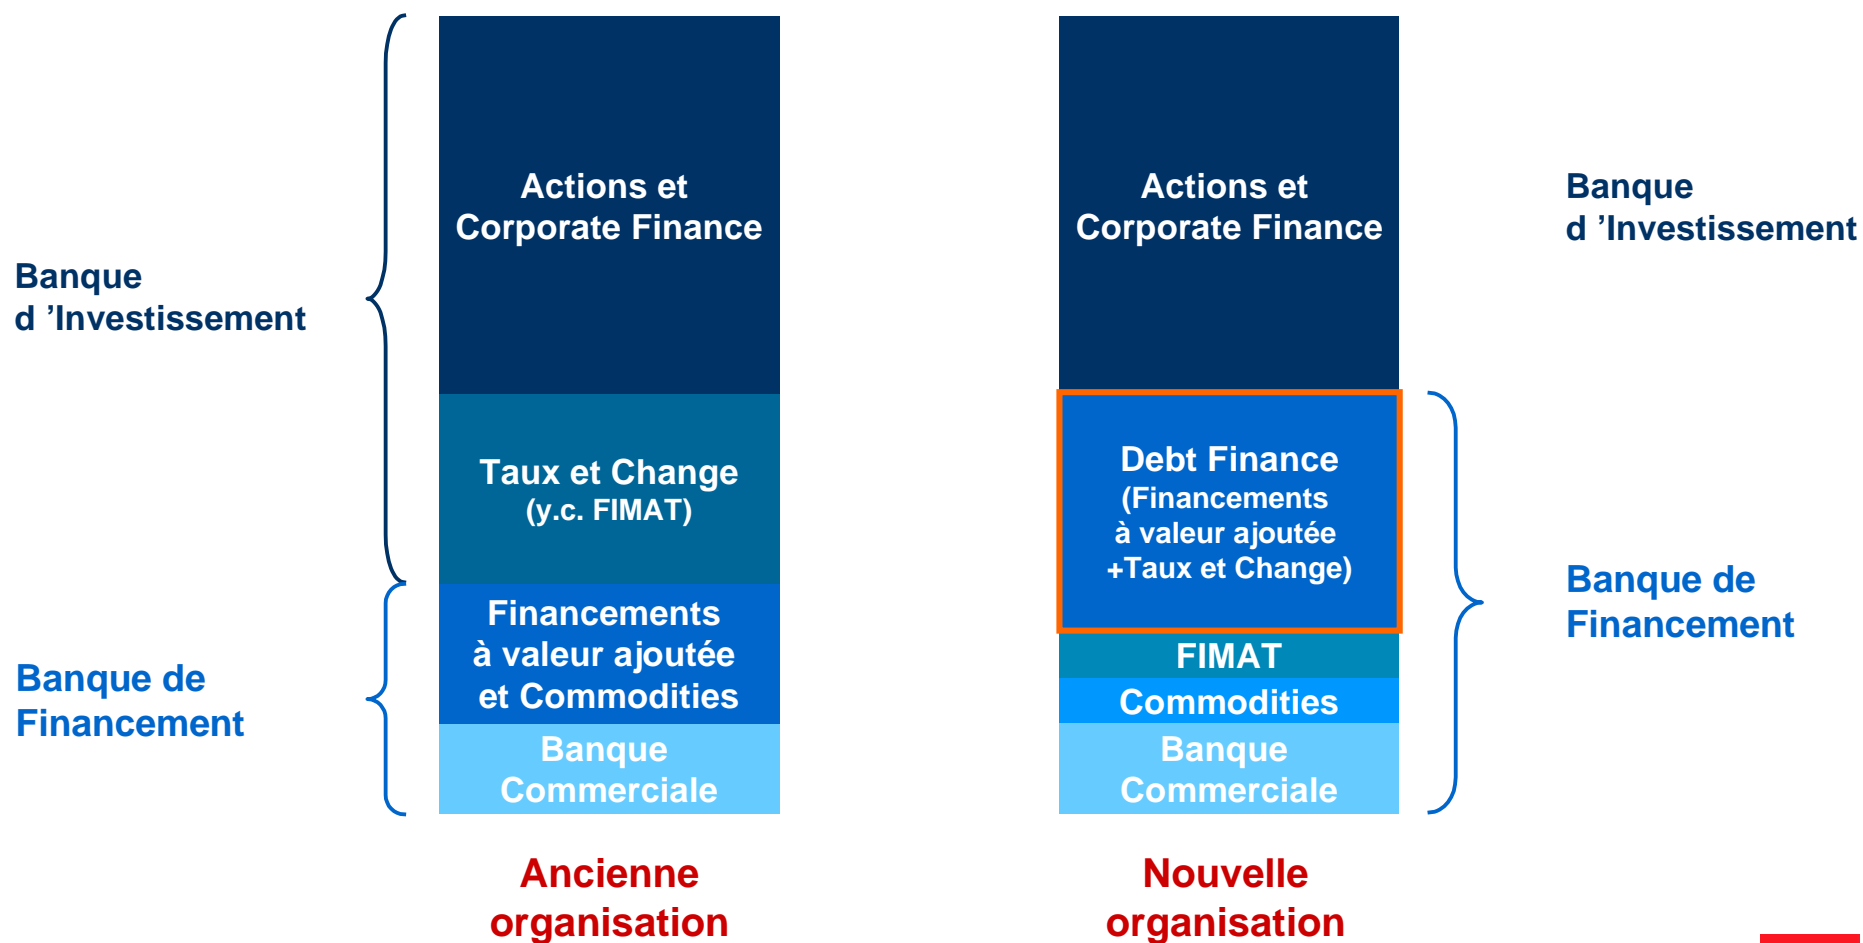 Banque
d ’Investissement
Banque de
Financement
Actions et
Corporate Finance
Taux et Change
(y.c. FIMAT)
Financements
à valeur ajoutée
et Commodities
Banque
Commerciale
Ancienne
organisation
Actions et
Corporate Finance
Debt Finance
(Financements
à valeur ajoutée
+Taux et Change)
FIMAT
Commodities
Banque
Commerciale
Nouvelle
organisation
Banque
d ’Investissement
Banque de
Financement